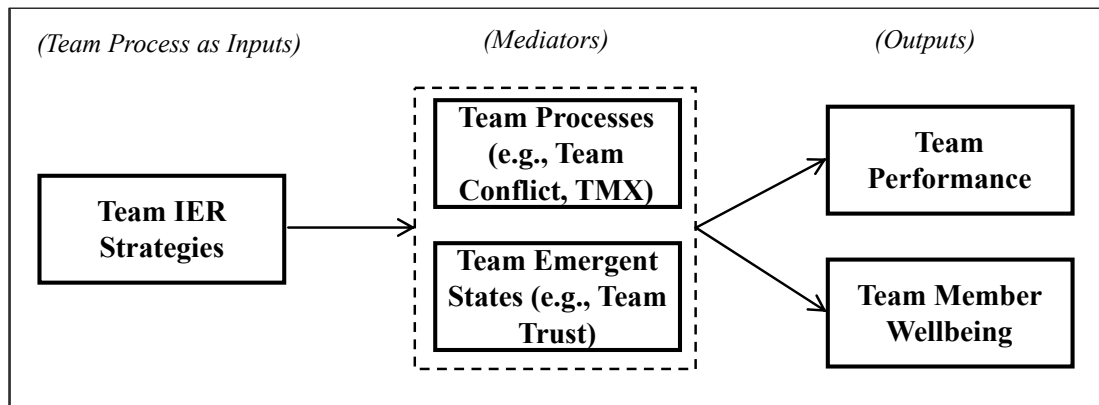 (Team Process as Inputs)
(Mediators)
(Outputs)
Team IER
Strategies
Team Processes
(e.g., Team
Conflict, TMX)
Team Emergent
States (e.g., Team
Trust)
Team
Performance
Team Member
Wellbeing